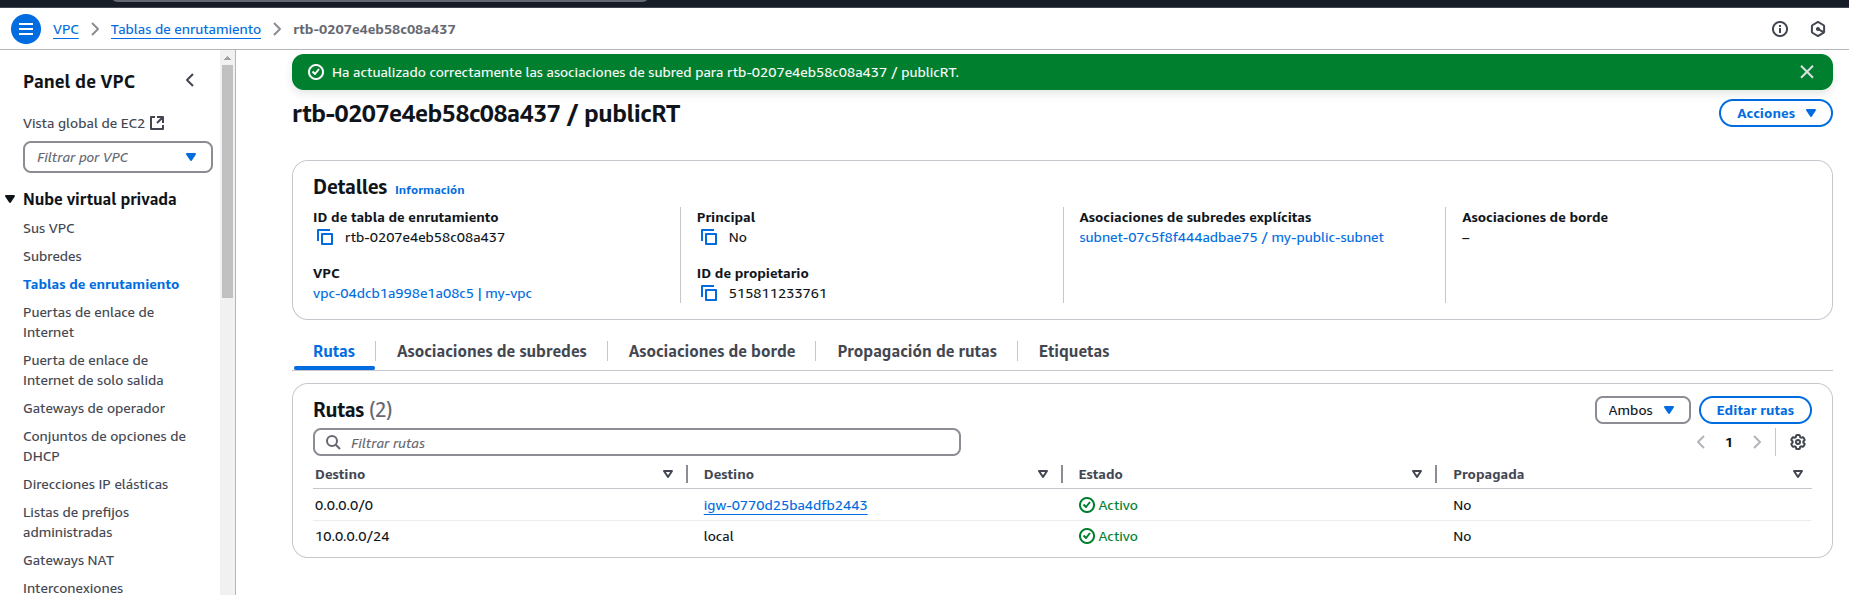 VPC > Tablas de enrutamiento > rtb-0207e4eb58c08a437
Panel de VPC
Vista global de EC2
Filtrar por VPC
Nube virtual privada
Sus VPC
Subredes
Tablas de enrutamiento
Puertas de enlace de
Internet
Puerta de enlace de
Internet de solo salida
Gateways de operador
Conjuntos de opciones de
DHCP
Direcciones IP elásticas
Listas de prefijos
administradas
Gateways NAT
Interconexiones
Ha actualizado correctamente las asociaciones de subred para rtb-0207e4eb58c08a437 / publicRT.
rtb-0207e4eb58c08a437 / publicRT
Acciones
Detalles Información
ID de tabla de enrutamiento
rtb-0207e4eb58c08a437
Principal
No
Asociaciones de subredes explícitas
subnet-07c5f8f444adbae75 / my-public-subnet
Asociaciones de borde
–
VPC
vpc-04dcb1a998e1a08c5 | my-vpc
ID de propietario
515811233761
Rutas Asociaciones de subredes Asociaciones de borde Propagación de rutas Etiquetas
Rutas (2)
Ambos Editar rutas
Filtrar rutas
1
Destino Destino Estado Propagada
0.0.0.0/0 igw-0770d25ba4dfb2443 Activo No
10.0.0.0/24 local Activo No